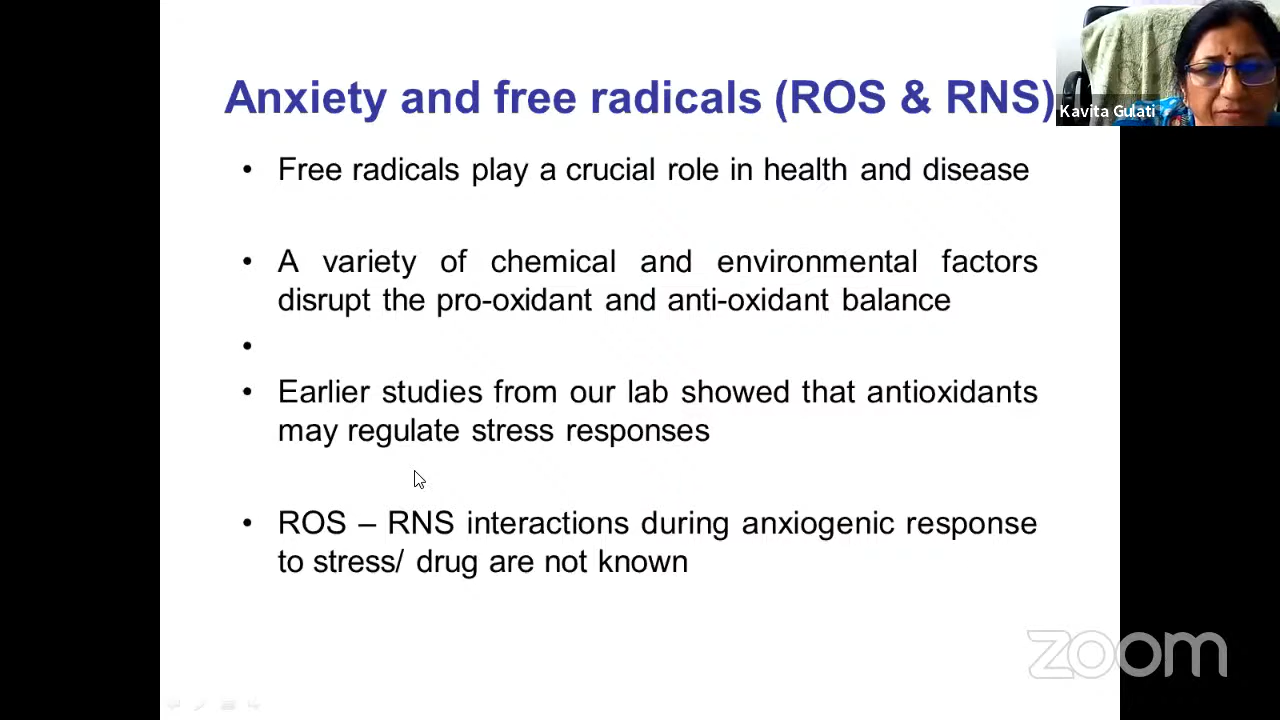 Anxiety and free radicals (ROS & RNS)
Kavita Gulati
• Free radicals play a crucial role in health and disease
• A variety of chemical and environmental factors
disrupt the pro-oxidant and anti-oxidant balance
•
• Earlier studies from our lab showed that antioxidants
may regulate stress responses
• ROS – RNS interactions during anxiogenic response
to stress/ drug are not known
zoom